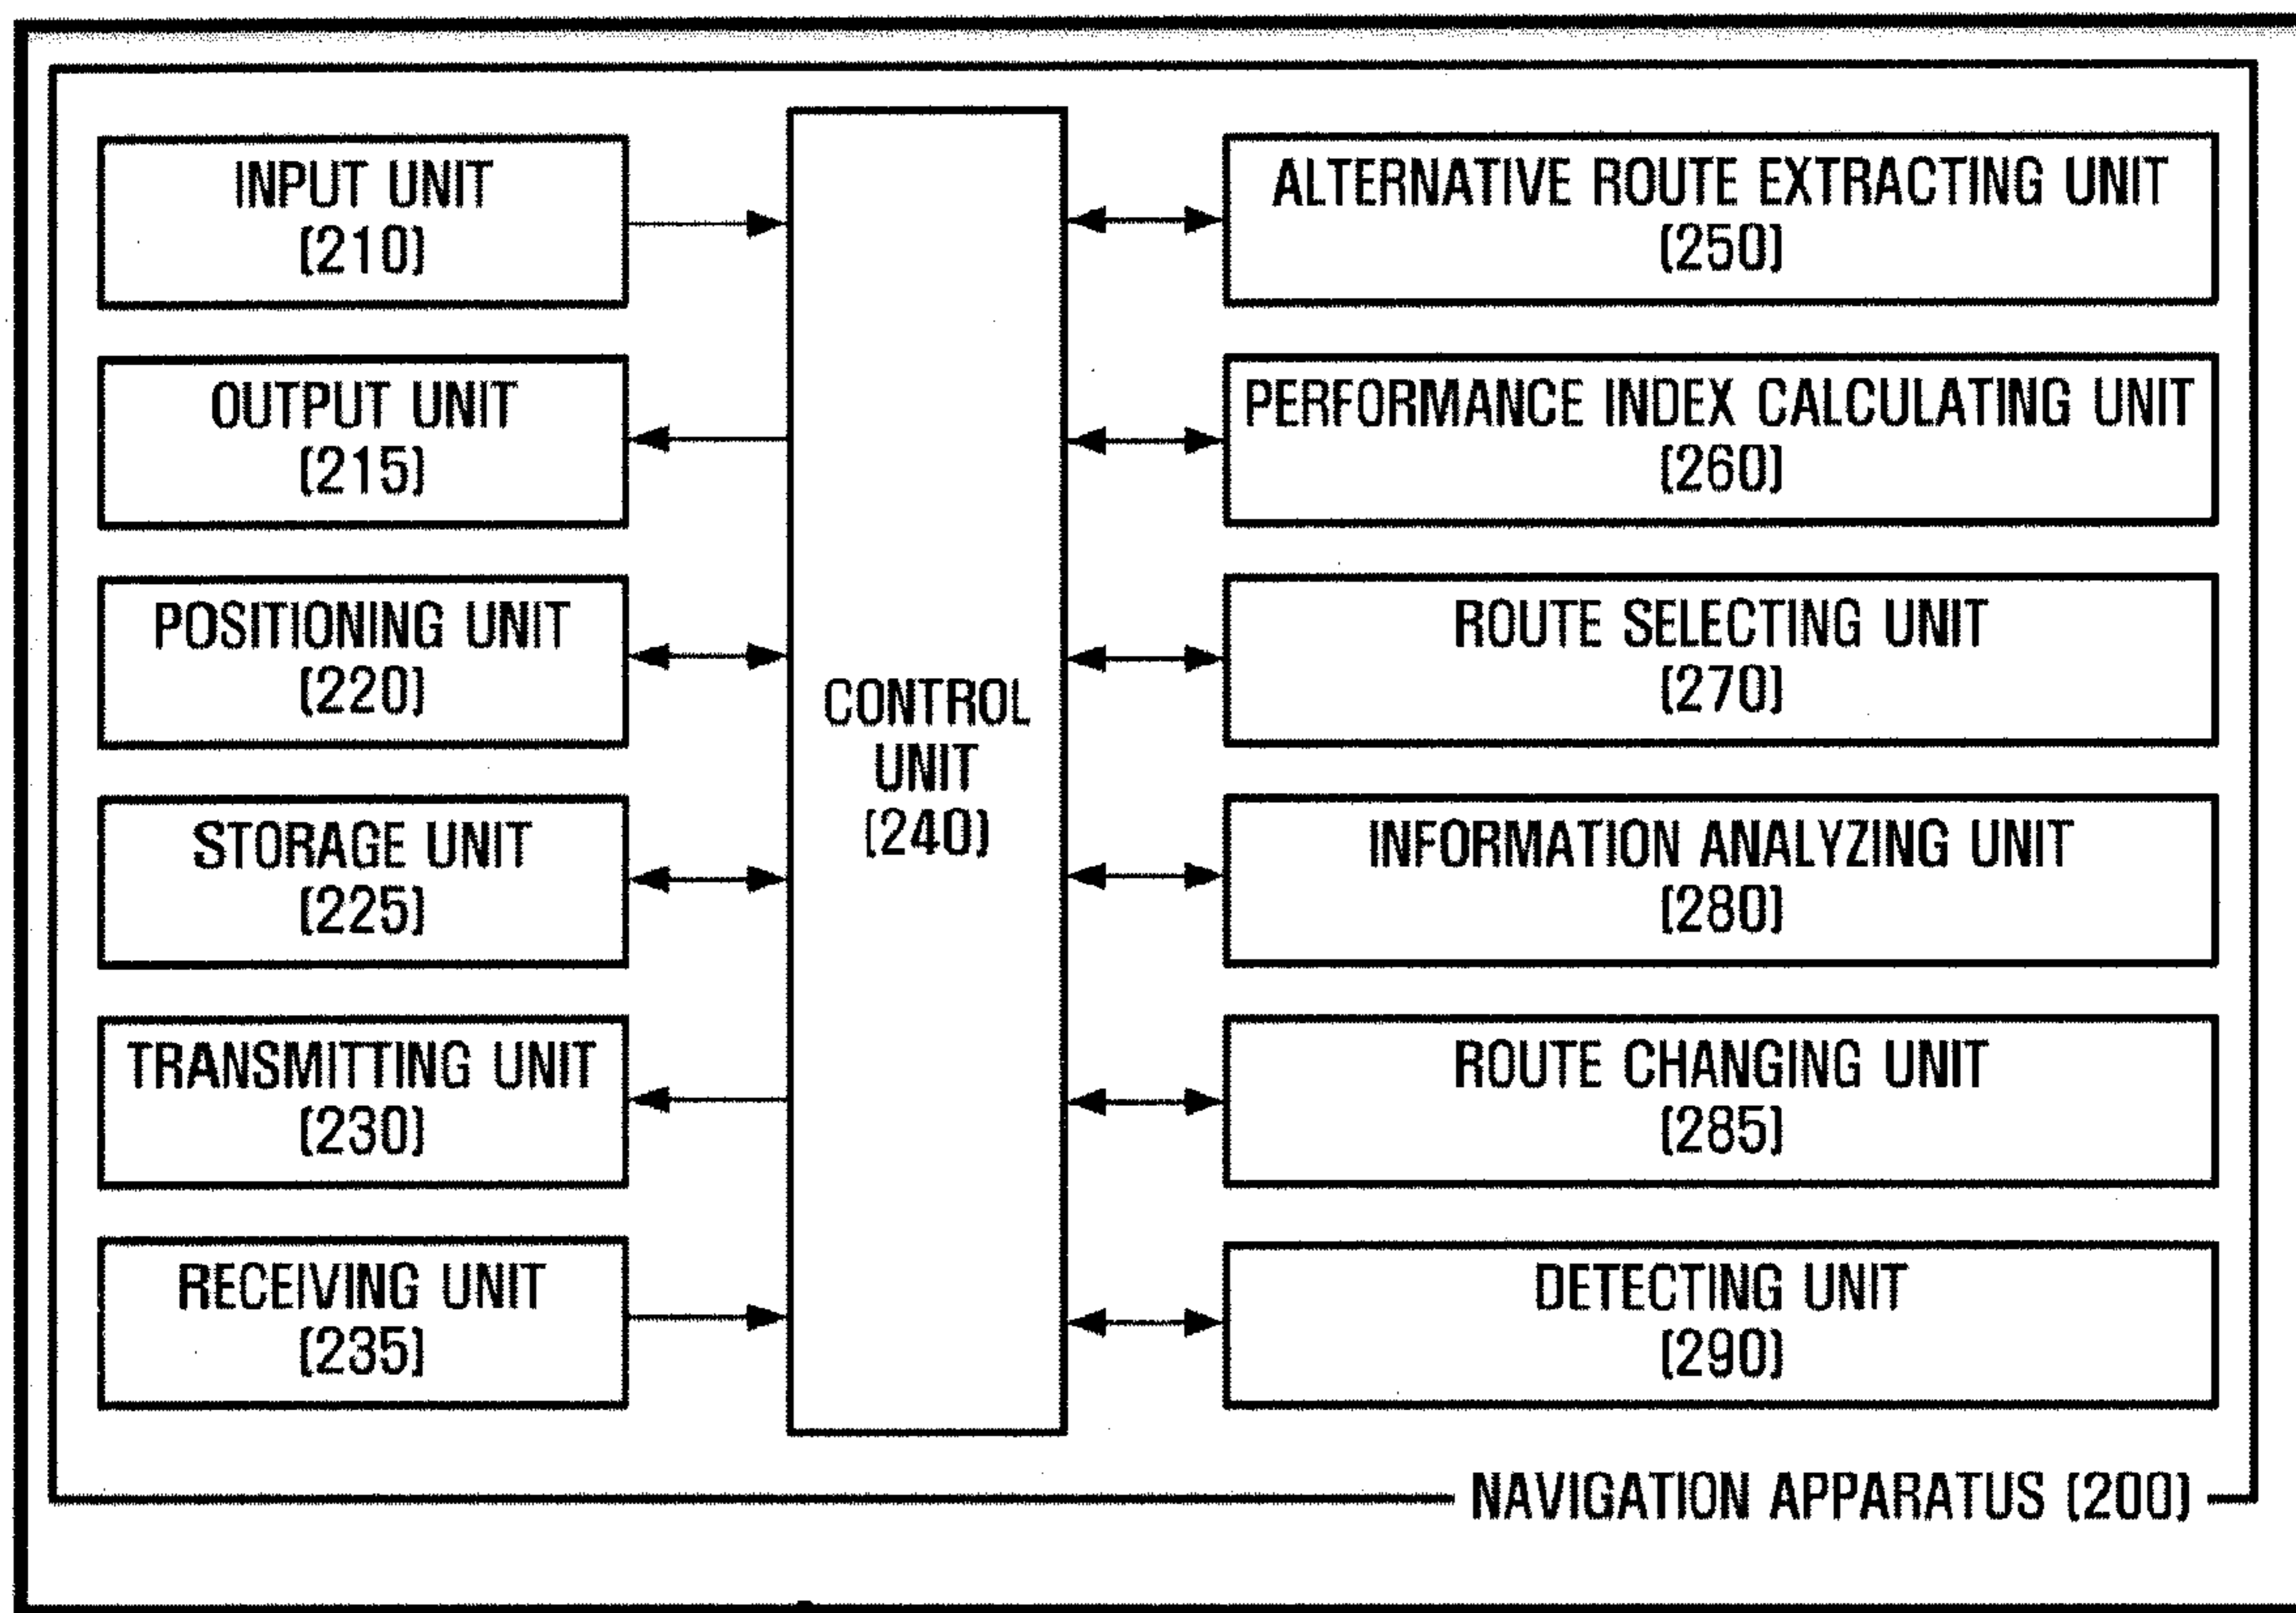 INPUT UNIT
(210)
OUTPUT UNIT
(215)
POSITIONING UNIT
(220)
STORAGE UNIT
(225)
TRANSMITTING UNIT
(230)
RECEIVING UNIT
(235)
CONTROL
UNIT
(240)
ALTERNATIVE ROUTE EXTRACTING UNIT
(250)
PERFORMANCE INDEX CALCULATING UNIT
(260)
ROUTE SELECTING UNIT
(270)
INFORMATION ANALYZING UNIT
(280)
ROUTE CHANGING UNIT
(285)
DETECTING UNIT
(290)
NAVIGATION APPARATUS (200)